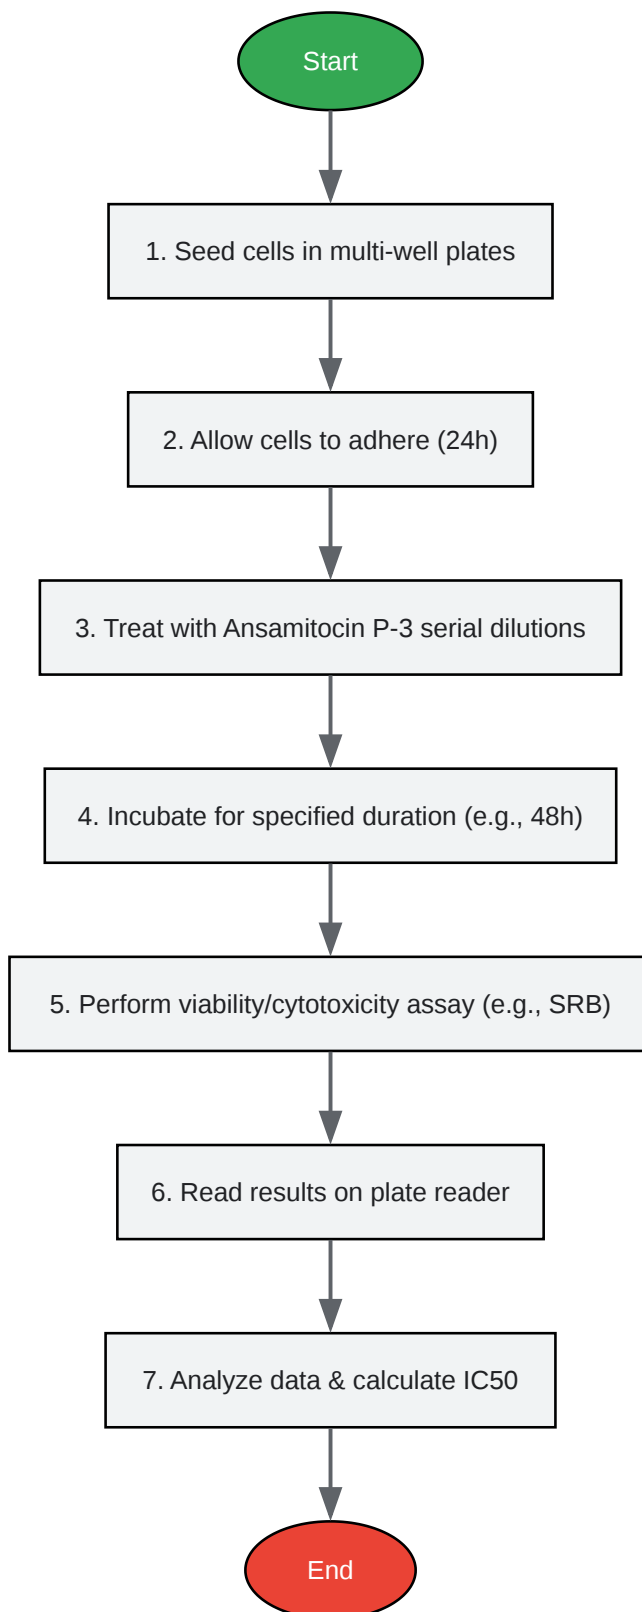 Start
1. Seed cells in multi-well plates
2. Allow cells to adhere (24h)
3. Treat with Ansamitocin P-3 serial dilutions
4. Incubate for specified duration (e.g., 48h)
5. Perform viability/cytotoxicity assay (e.g., SRB)
6. Read results on plate reader
7. Analyze data & calculate IC50
End